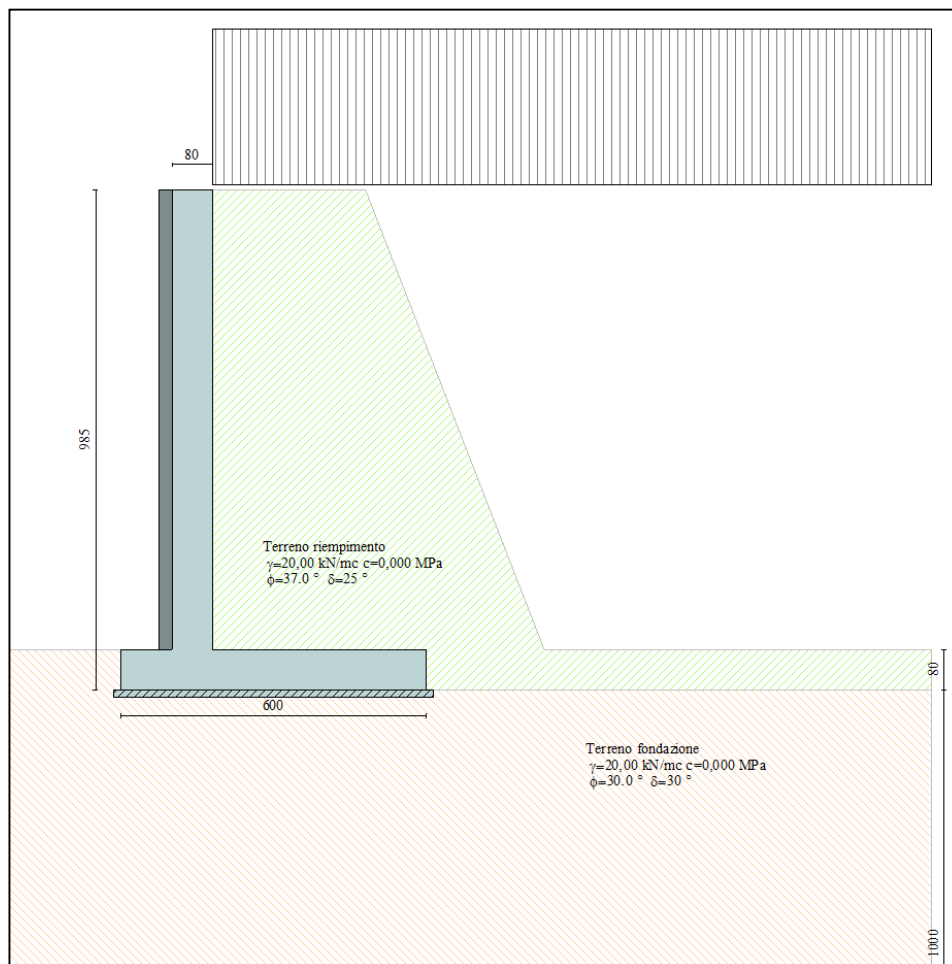 80
985
Terreno riempimento
γ=20,00 kN/mc c=0,000 MPa
ϕ=37.0 ° δ=25 °
80
600
Terreno fondazione
γ=20,00 kN/mc c=0,000 MPa
ϕ=30.0 ° δ=30 °
1000